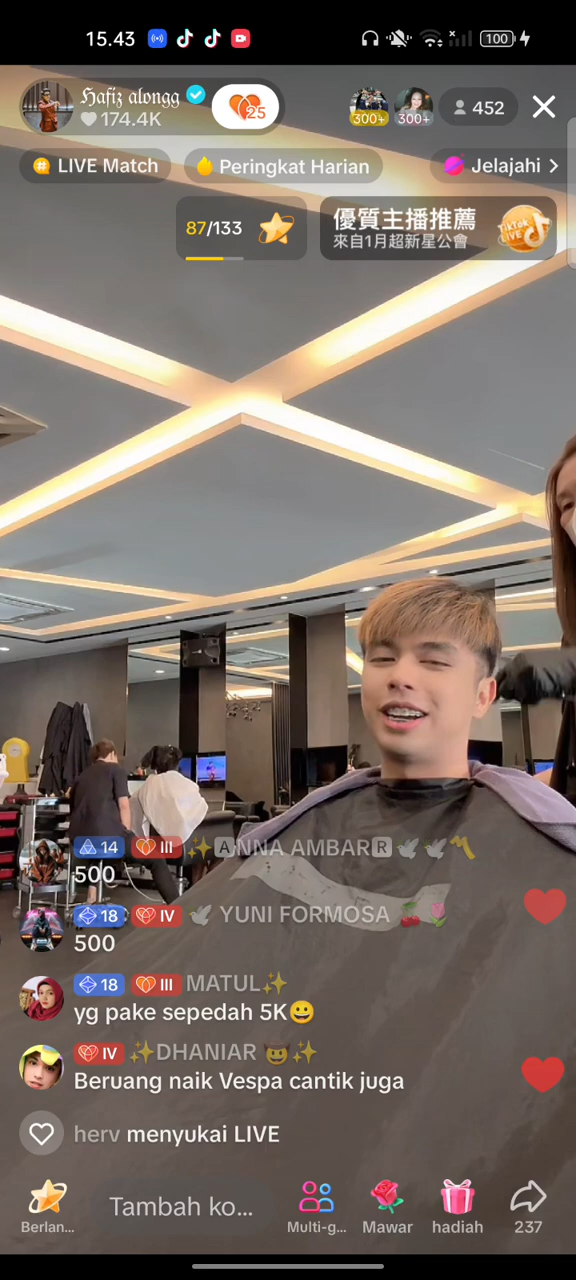 15.43
100
Hafiz alongg
174.4K
25
300+
300+
452
LIVE Match
Peringkat Harian
Jelajahi
87/133
優質主播推薦
來自1月超新星公會
TikTok LIVE
14 III ✨🄰NNA AMBAR🅁🕊️🕊️〽️
500
18 IV 🕊️ YUNI FORMOSA 🍒🌷
500
18 III MATUL✨
yg pake sepedah 5K😀
IV ✨DHANIAR 🤠✨
Beruang naik Vespa cantik juga
herv menyukai LIVE
Berlan...
Tambah ko...
Multi-g...
Mawar
hadiah
237